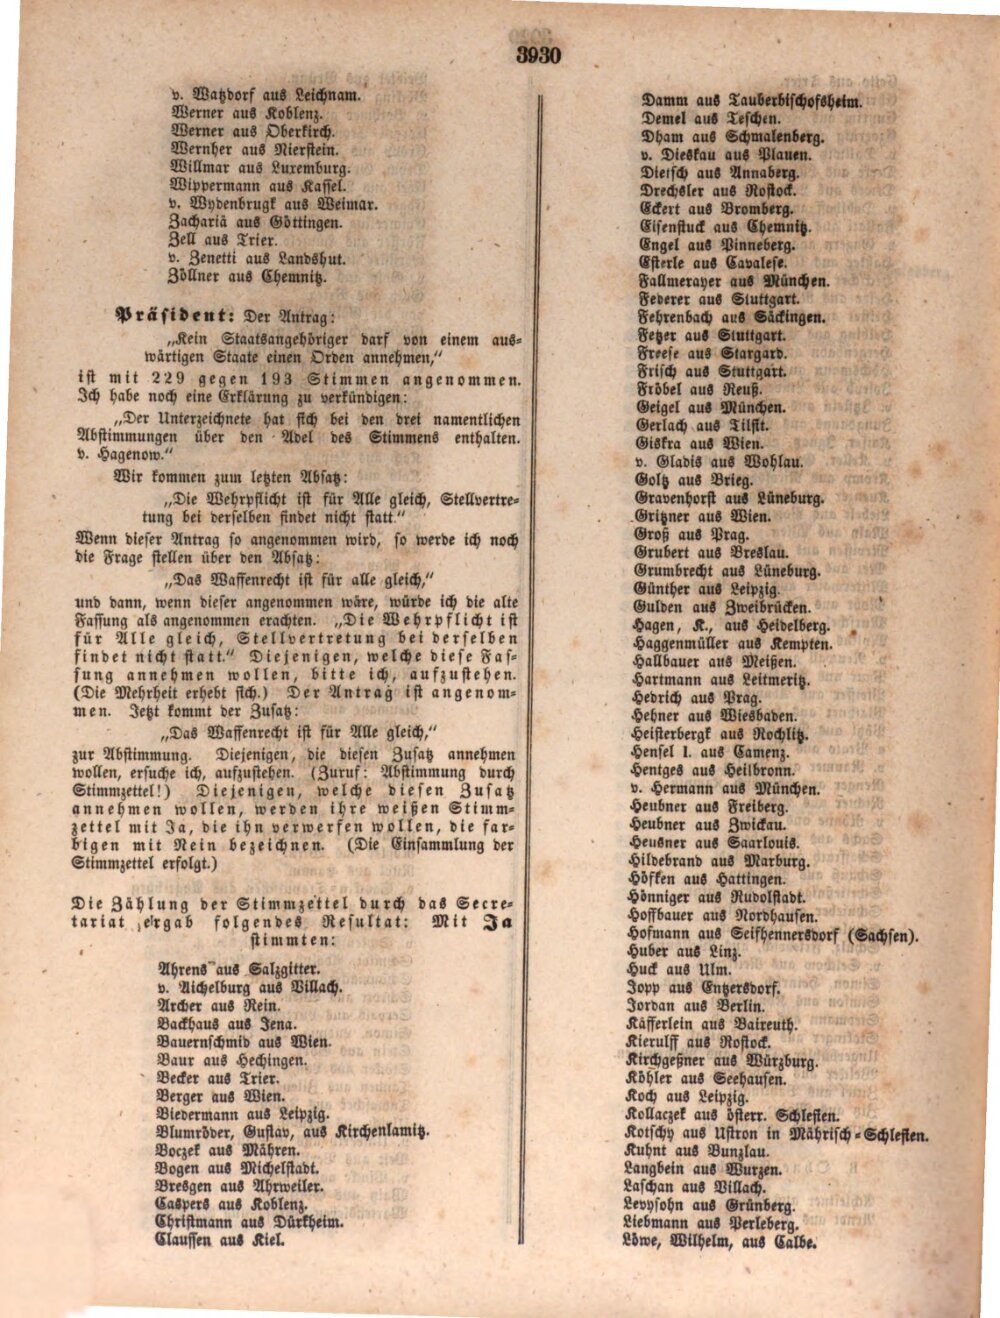 3930
v. Watzdorf aus Leichnam.
Werner aus Koblenz.
Werner aus Oberkirch.
Wernher aus Nierstein.
Willmar aus Luxemburg.
Wippermann aus Kassel.
v. Wydenbrugk aus Weimar.
Zachariä aus Göttingen.
Zell aus Trier.
v. Zenetti aus Landshut.
Zöllner aus Chemnitz.
Präsident: Der Antrag:
„Kein Staatsangehöriger darf von einem aus-
wärtigen Staate einen Orden annehmen,“
ist mit 229 gegen 193 Stimmen angenommen.
Ich habe noch eine Erklärung zu verkündigen:
„Der Unterzeichnete hat sich bei den drei namentlichen
Abstimmungen über den Adel des Stimmens enthalten.
v. Hagenow.“
Wir kommen zum letzten Absatz:
„Die Wehrpflicht ist für Alle gleich, Stellvertre-
tung bei derselben findet nicht statt.“
Wenn dieser Antrag so angenommen wird, so werde ich noch
die Frage stellen über den Absatz:
„Das Waffenrecht ist für alle gleich,“
und dann, wenn dieser angenommen wäre, würde ich die alte
Fassung als angenommen erachten. „Die Wehrpflicht ist
für Alle gleich, Stellvertretung bei derselben
findet nicht statt.“ Diejenigen, welche diese Fas-
sung annehmen wollen, bitte ich, aufzustehen.
(Die Mehrheit erhebt sich.) Der Antrag ist angenom-
men. Jetzt kommt der Zusatz:
„Das Waffenrecht ist für Alle gleich,“
zur Abstimmung. Diejenigen, die diesen Zusatz annehmen
wollen, ersuche ich, aufzustehen. (Zuruf: Abstimmung durch
Stimmzettel!) Diejenigen, welche diesen Zusatz
annehmen wollen, werden ihre weißen Stimm-
zettel mit Ja, die ihn verwerfen wollen, die far-
bigen mit Nein bezeichnen. (Die Einsammlung der
Stimmzettel erfolgt.)
Die Zählung der Stimmzettel durch das Secre-
tariat ergab folgendes Resultat: Mit Ja
stimmten:
Ahrens aus Salzgitter.
v. Aichelburg aus Villach.
Archer aus Rein.
Backhaus aus Jena.
Bauernschmid aus Wien.
Baur aus Hechingen.
Becker aus Trier.
Berger aus Wien.
Biedermann aus Leipzig.
Blumröder, Gustav, aus Kirchenlamitz.
Boczek aus Mähren.
Bogen aus Michelstadt.
Bresgen aus Ahrweiler.
Caspers aus Koblenz.
Christmann aus Dürkheim.
Claussen aus Kiel.
Damm aus Tauberbischofsheim.
Demel aus Teschen.
Dham aus Schmalenberg.
v. Dieskau aus Plauen.
Dietsch aus Annaberg.
Drechsler aus Rostock.
Eckert aus Bromberg.
Eisenstuck aus Chemnitz.
Engel aus Pinneberg.
Esterle aus Cavalese.
Fallmerayer aus München.
Federer aus Stuttgart.
Fehrenbach aus Säckingen.
Fetzer aus Stuttgart.
Freese aus Stargard.
Frisch aus Stuttgart.
Fröbel aus Reuß.
Geigel aus München.
Gerlach aus Tilsit.
Giskra aus Wien.
v. Gladis aus Wohlau.
Goltz aus Brieg.
Gravenhorst aus Lüneburg.
Gritzner aus Wien.
Groß aus Prag.
Grubert aus Breslau.
Grumbrecht aus Lüneburg.
Günther aus Leipzig.
Gulden aus Zweibrücken.
Hagen, K., aus Heidelberg.
Haggenmüller aus Kempten.
Hallbauer aus Meißen.
Hartmann aus Leitmeritz.
Hedrich aus Prag.
Hehner aus Wiesbaden.
Heisterbergk aus Rochlitz.
Hensel I. aus Camenz.
Hentges aus Heilbronn.
v. Hermann aus München.
Heubner aus Freiberg.
Heubner aus Zwickau.
Heusner aus Saarlouis.
Hildebrand aus Marburg.
Höfken aus Hattingen.
Hönniger aus Rudolstadt.
Hoffbauer aus Nordhausen.
Hofmann aus Seifhennersdorf (Sachsen).
Huber aus Linz.
Huck aus Ulm.
Jopp aus Enzersdorf.
Jordan aus Berlin.
Käfferlein aus Baireuth.
Kierulff aus Rostock.
Kirchgeßner aus Würzburg.
Köhler aus Seehausen.
Koch aus Leipzig.
Kollaczek aus österr. Schlesien.
Kotschy aus Ustron in Mährisch-Schlesien.
Kuhnt aus Bunzlau.
Langbein aus Wurzen.
Laschan aus Villach.
Levysohn aus Grünberg.
Liebmann aus Perleberg.
Löwe, Wilhelm, aus Calbe.